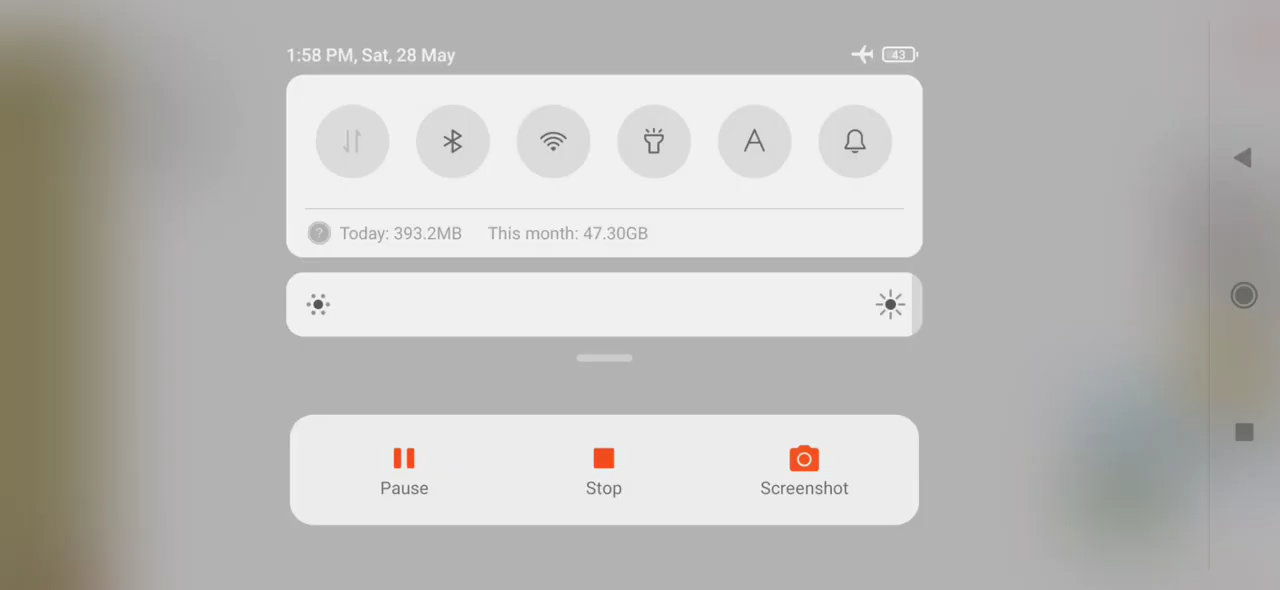 1:58 PM, Sat, 28 May 43
A
? Today: 393.2MB This month: 47.30GB
Pause Stop Screenshot